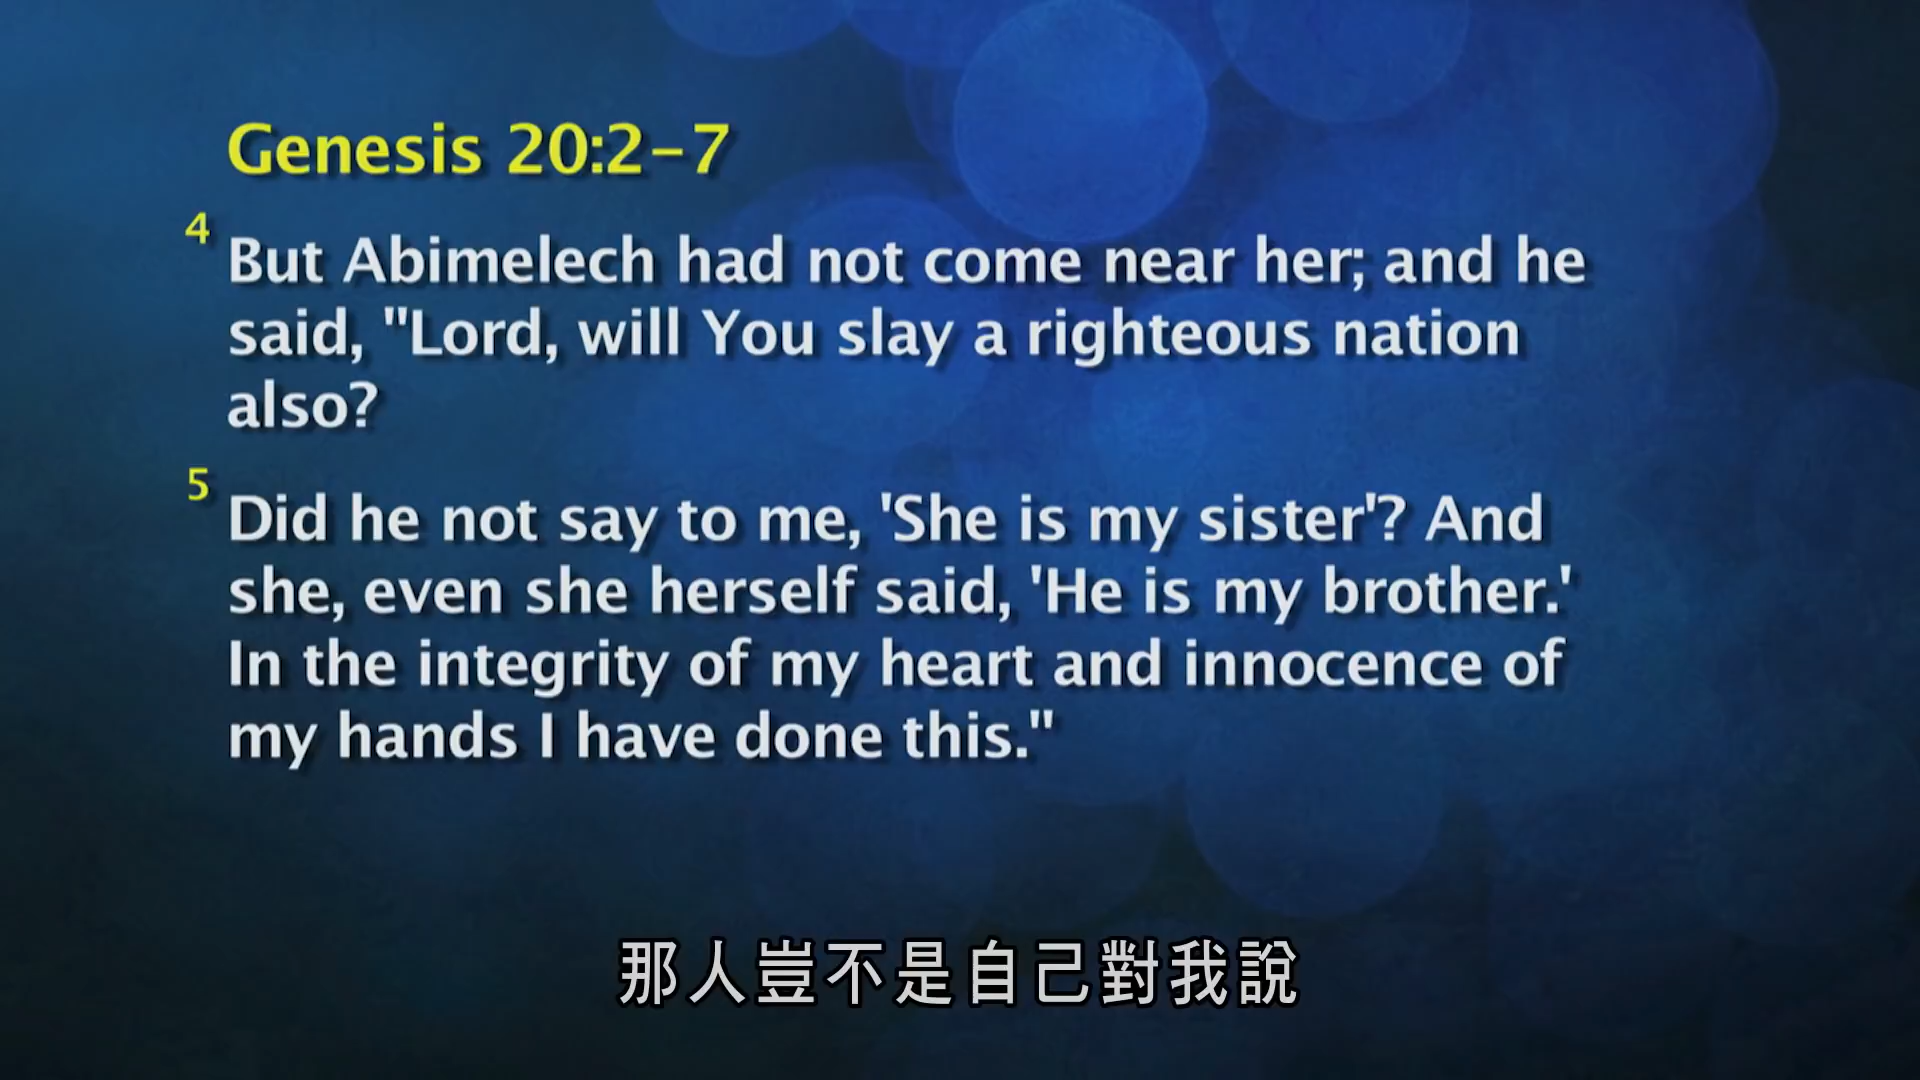 Genesis 20:2-7
4 But Abimelech had not come near her; and he
said, "Lord, will You slay a righteous nation
also?
5 Did he not say to me, 'She is my sister'? And
she, even she herself said, 'He is my brother.'
In the integrity of my heart and innocence of
my hands I have done this."
那人豈不是自己對我說